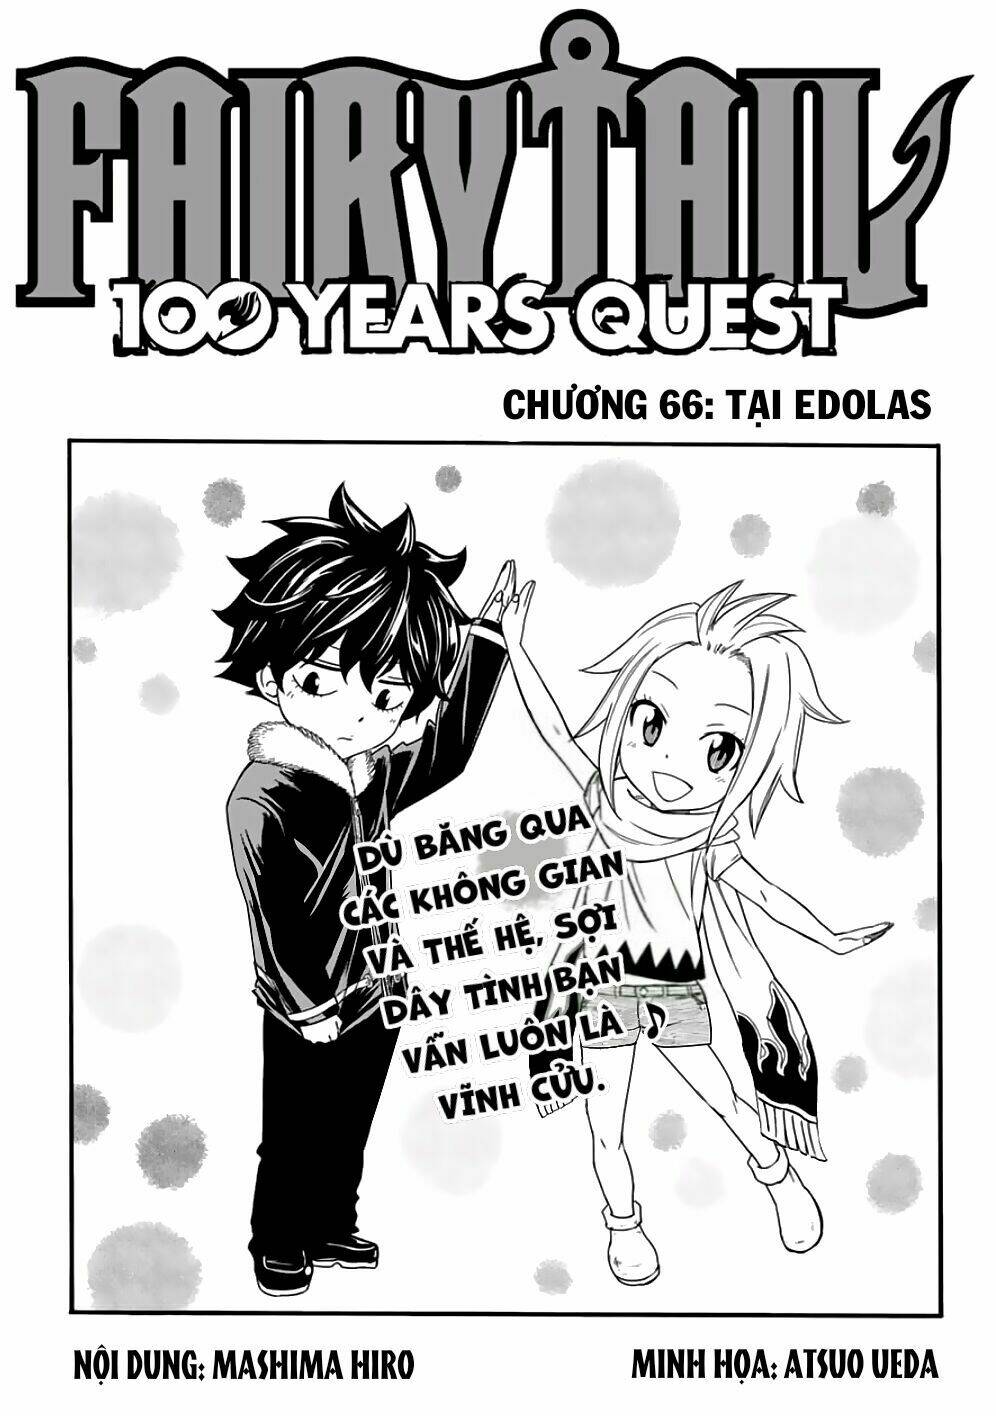 FAIRY TAIL
100 YEARS QUEST
CHƯƠNG 66: TẠI EDOLAS
DÙ BĂNG QUA
CÁC KHÔNG GIAN
VÀ THẾ HỆ, SỢI
DÂY TÌNH BẠN
VẪN LUÔN LÀ ♪
VĨNH CỬU.
NỘI DUNG: MASHIMA HIRO
MINH HỌA: ATSUO UEDA